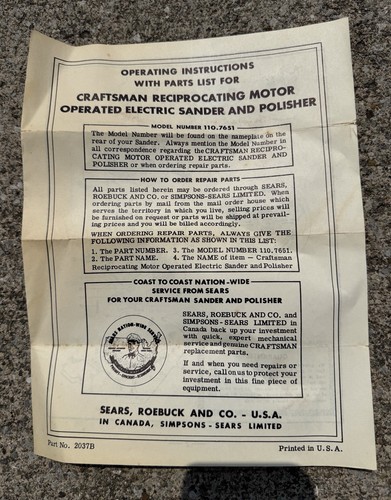 OPERATING INSTRUCTIONS
WITH PARTS LIST FOR
CRAFTSMAN RECIPROCATING MOTOR
OPERATED ELECTRIC SANDER AND POLISHER
MODEL NUMBER 110.7651
The Model Number will be found on the nameplate on the
rear of your Sander. Always mention the Model Number in
all correspondence regarding the CRAFTSMAN RECIPRO-
CATING MOTOR OPERATED ELECTRIC SANDER AND
POLISHER or when ordering repair parts.
HOW TO ORDER REPAIR PARTS
All parts listed herein may be ordered through SEARS,
ROEBUCK AND CO. or SIMPSONS-SEARS LIMITED. When
ordering parts by mail from the mail order house which
serves the territory in which you live, selling prices will
be furnished on request or parts will be shipped at prevail-
ing prices and you will be billed accordingly.
WHEN ORDERING REPAIR PARTS, ALWAYS GIVE THE
FOLLOWING INFORMATION AS SHOWN IN THIS LIST:
1. The PART NUMBER. 3. The MODEL NUMBER 110.7651.
2. The PART NAME. 4. The NAME of item — Craftsman
Reciprocating Motor Operated Electric Sander and Polisher
COAST TO COAST NATION-WIDE
SERVICE FROM SEARS
FOR YOUR CRAFTSMAN SANDER AND POLISHER
NATION-WIDE SERVICE
SEARS, ROEBUCK AND CO. and
SIMPSONS-SEARS LIMITED in
Canada back up your investment
with quick, expert mechanical
service and genuine CRAFTSMAN
replacement parts.
If and when you need repairs or
service, call on us to protect your
investment in this fine piece of
equipment.
SEARS, ROEBUCK AND CO. - U.S.A.
IN CANADA, SIMPSONS-SEARS LIMITED
Part No. 2037B
Printed in U.S.A.